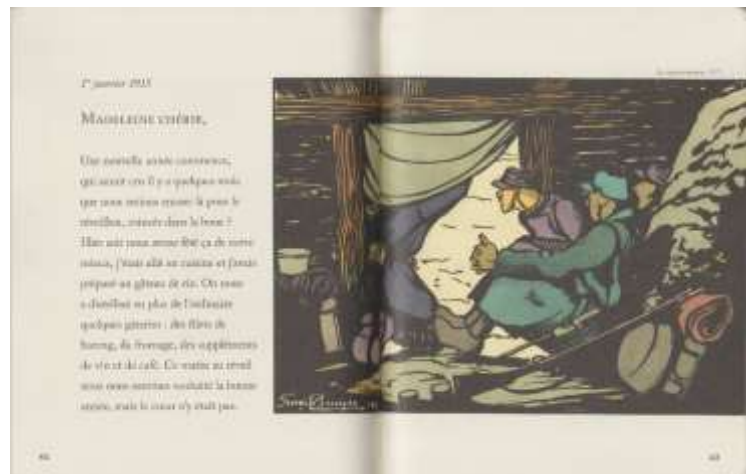 1er janvier 1915
MADELEINE CHÉRIE,
Une nouvelle année commence,
qui aurait cru il y a quelques mois
que nous serions encore là pour le
réveillon, coincés dans la boue ?
Hier soir nous avons fêté ça de notre
mieux, j'étais allé en cuisine et j'avais
préparé un gâteau de riz. On nous
a distribué en plus de l'ordinaire
quelques gâteries : des filets de
hareng, du fromage, des suppléments
de vin et de café. Ce matin au réveil
nous nous sommes souhaité la bonne
année, mais le cœur n'y était pas.